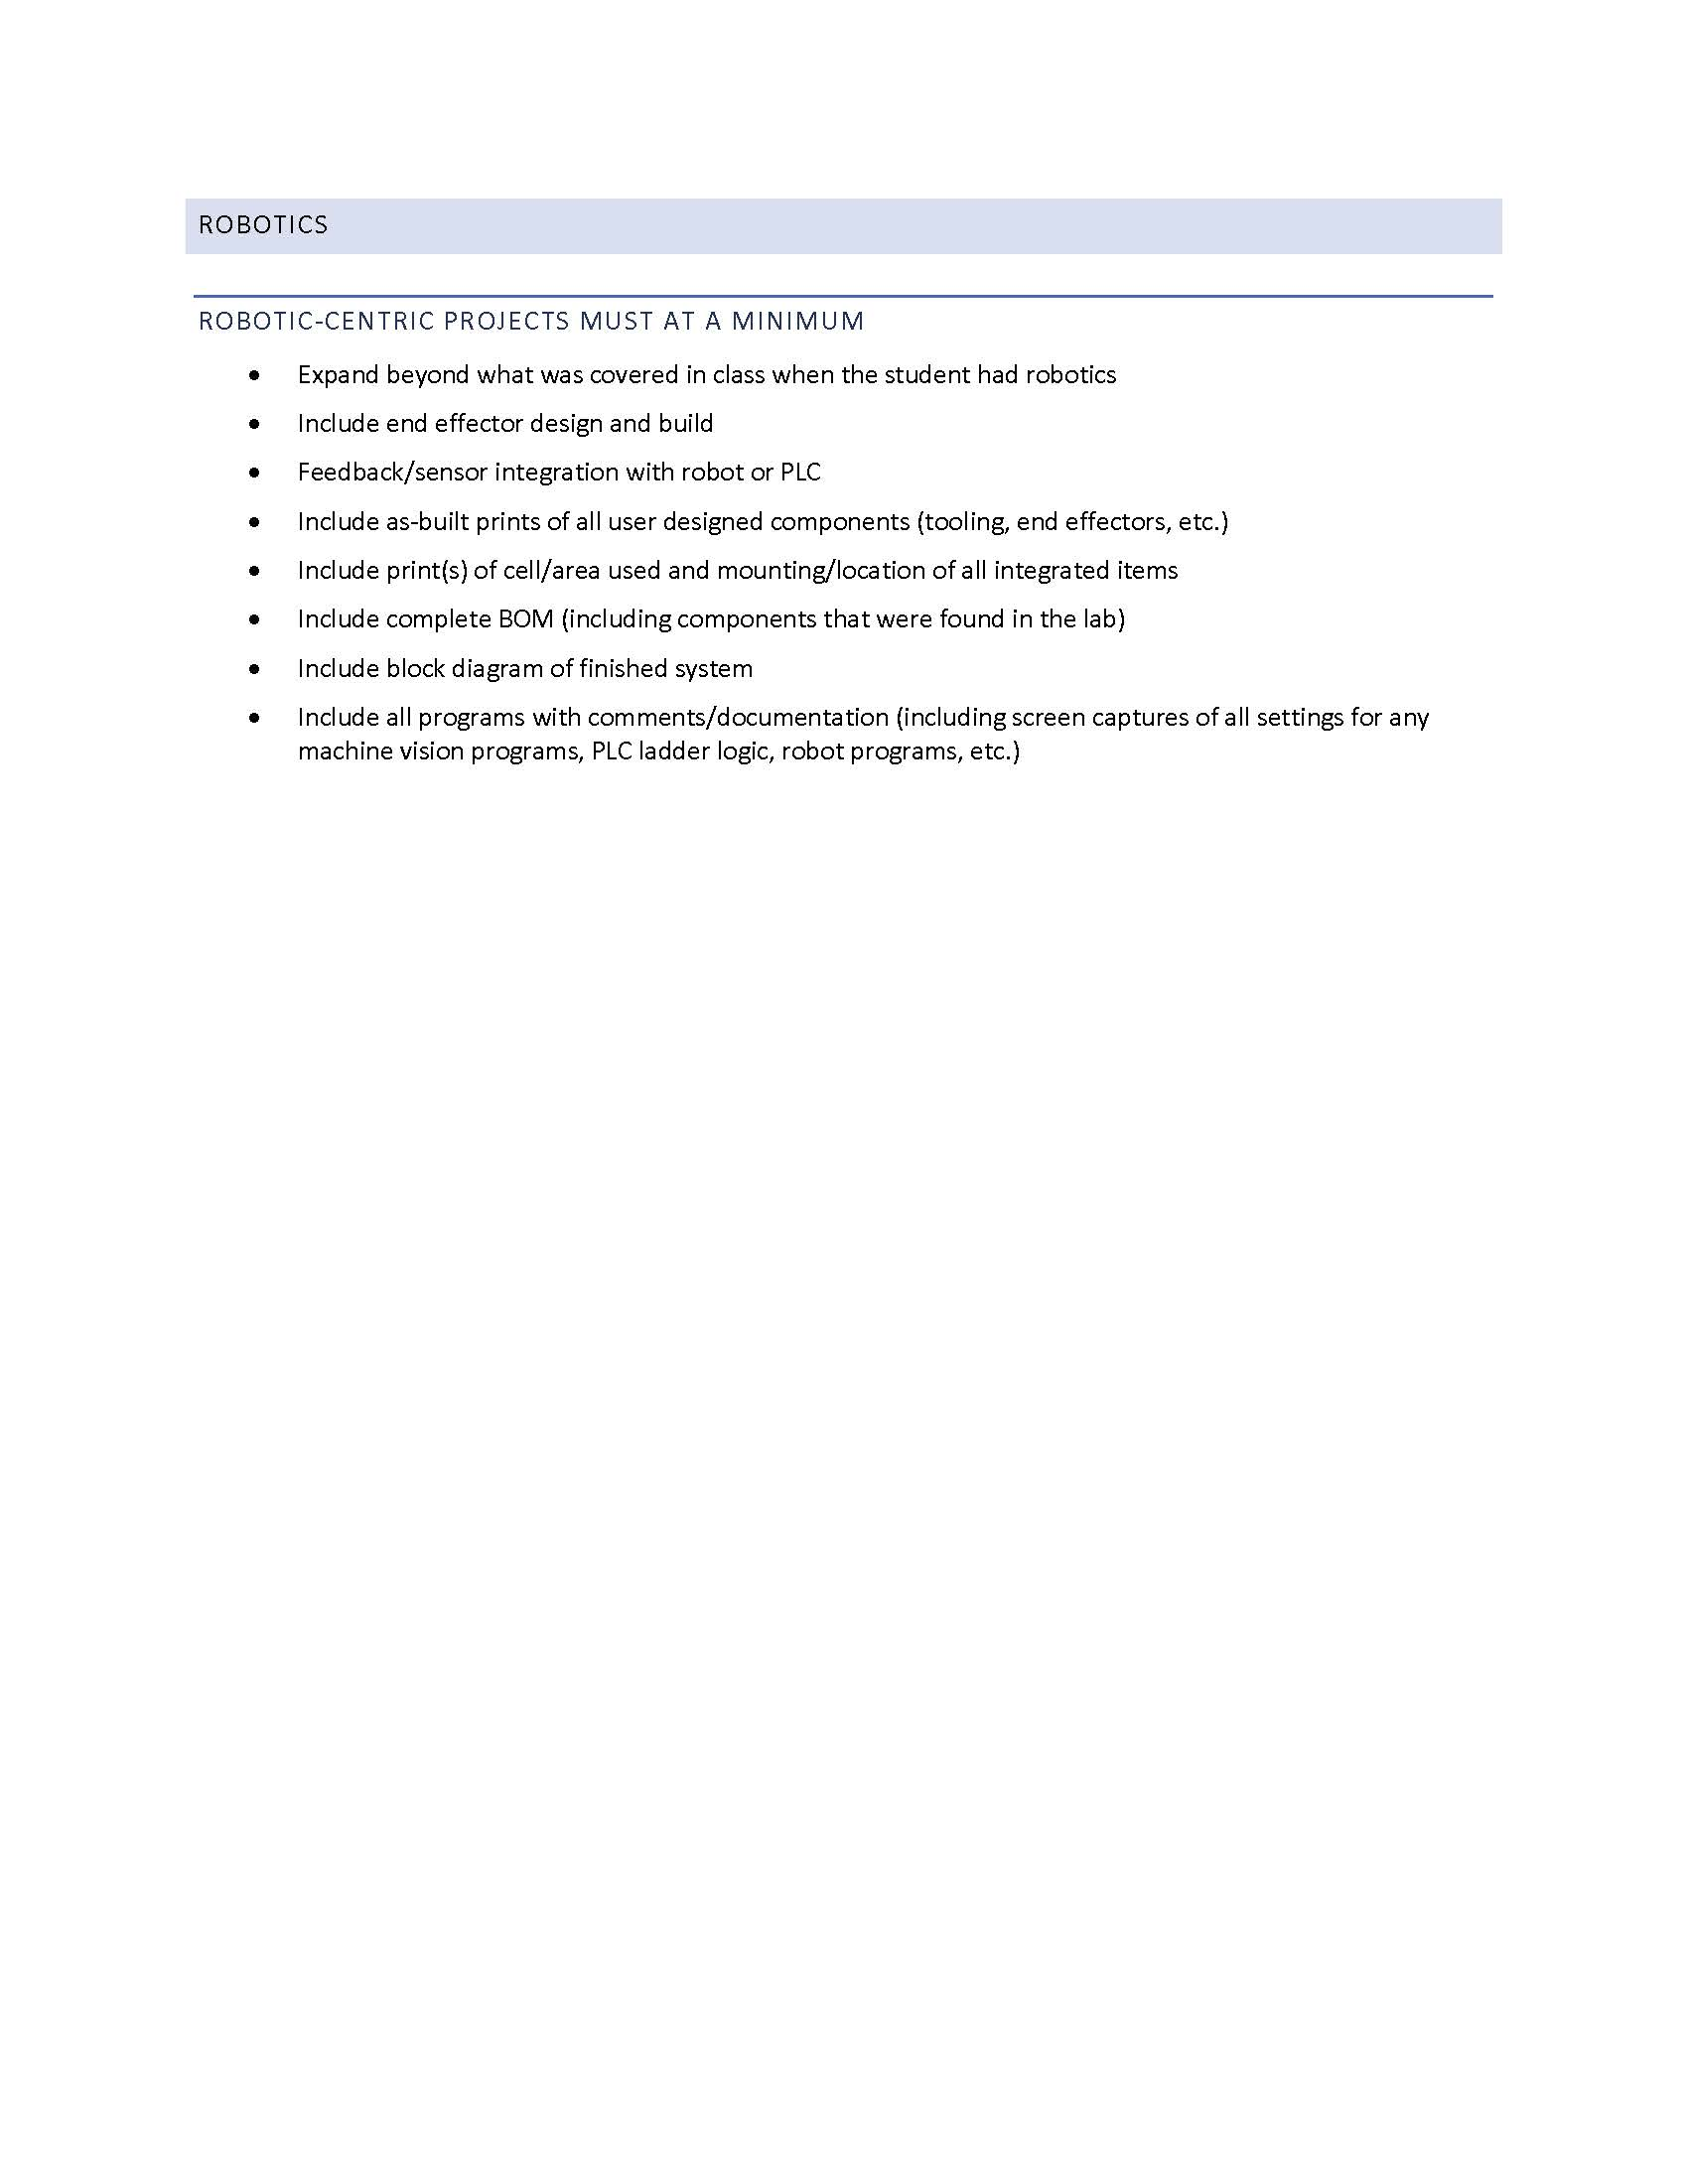 ROBOTICS
ROBOTIC-CENTRIC PROJECTS MUST AT A MINIMUM
• Expand beyond what was covered in class when the student had robotics
• Include end effector design and build
• Feedback/sensor integration with robot or PLC
• Include as-built prints of all user designed components (tooling, end effectors, etc.)
• Include print(s) of cell/area used and mounting/location of all integrated items
• Include complete BOM (including components that were found in the lab)
• Include block diagram of finished system
• Include all programs with comments/documentation (including screen captures of all settings for any
machine vision programs, PLC ladder logic, robot programs, etc.)